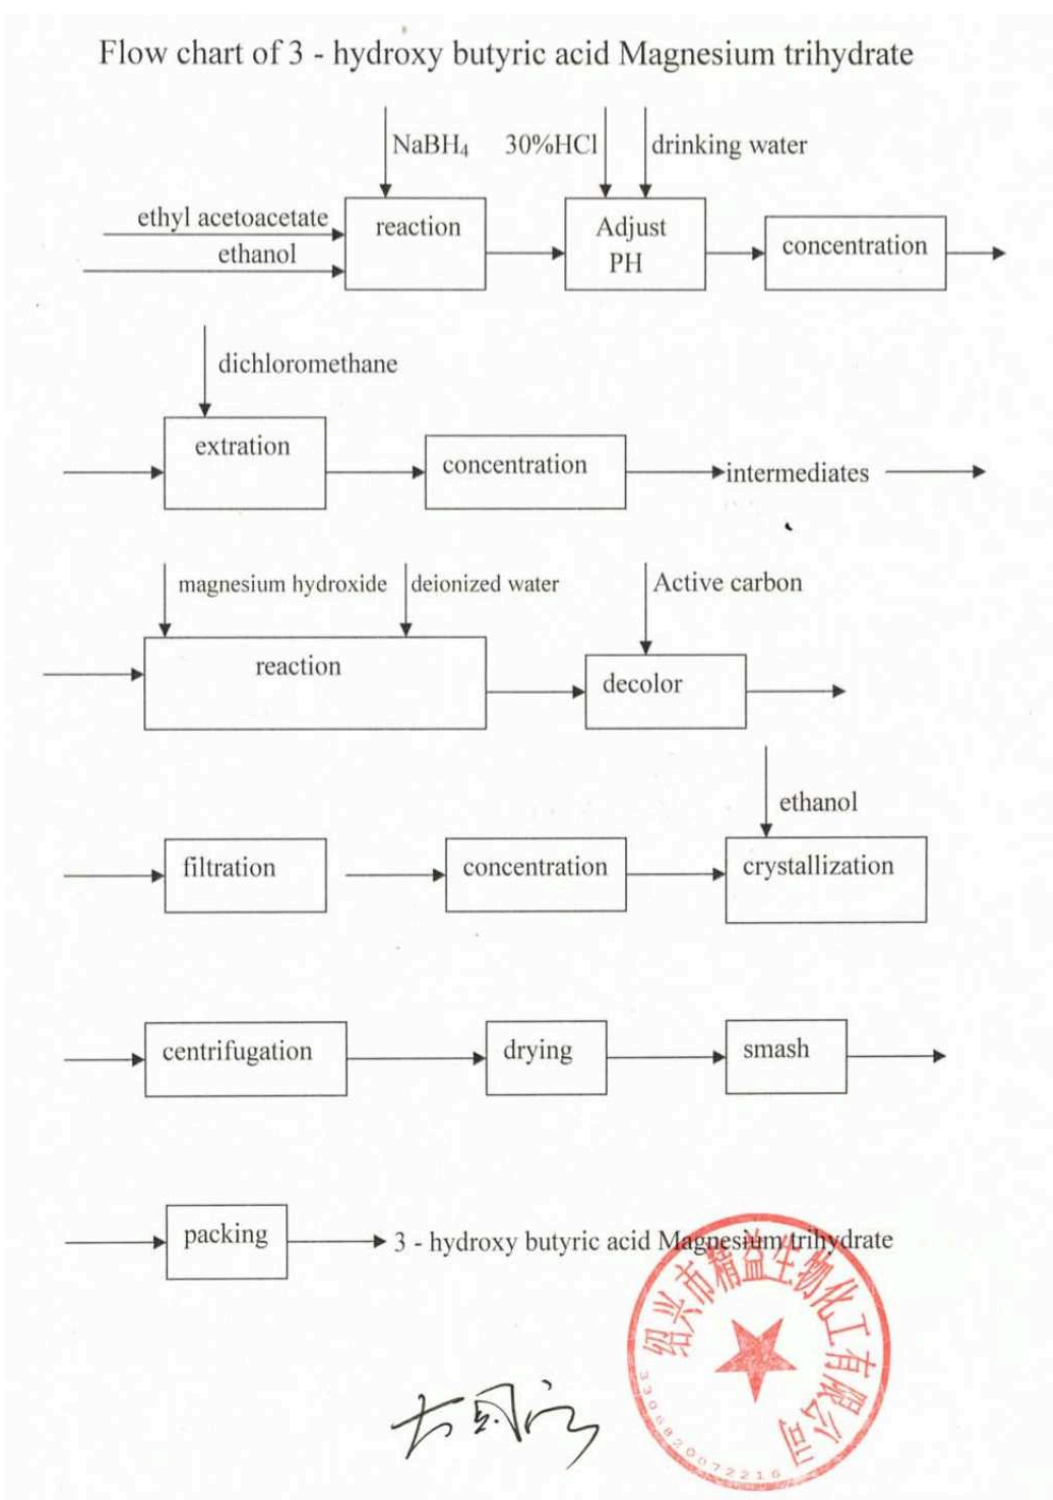 Flow chart of 3 - hydroxy butyric acid Magnesium trihydrate
NaBH₄ 30%HCl drinking water
ethyl acetoacetate
ethanol
reaction
Adjust
PH
concentration
dichloromethane
extration
concentration
intermediates
magnesium hydroxide deionized water Active carbon
reaction
decolor
ethanol
filtration
concentration
crystallization
centrifugation
drying
smash
packing
3 - hydroxy butyric acid Magnesium trihydrate
绍兴市精益生物化工有限公司
3306820072216